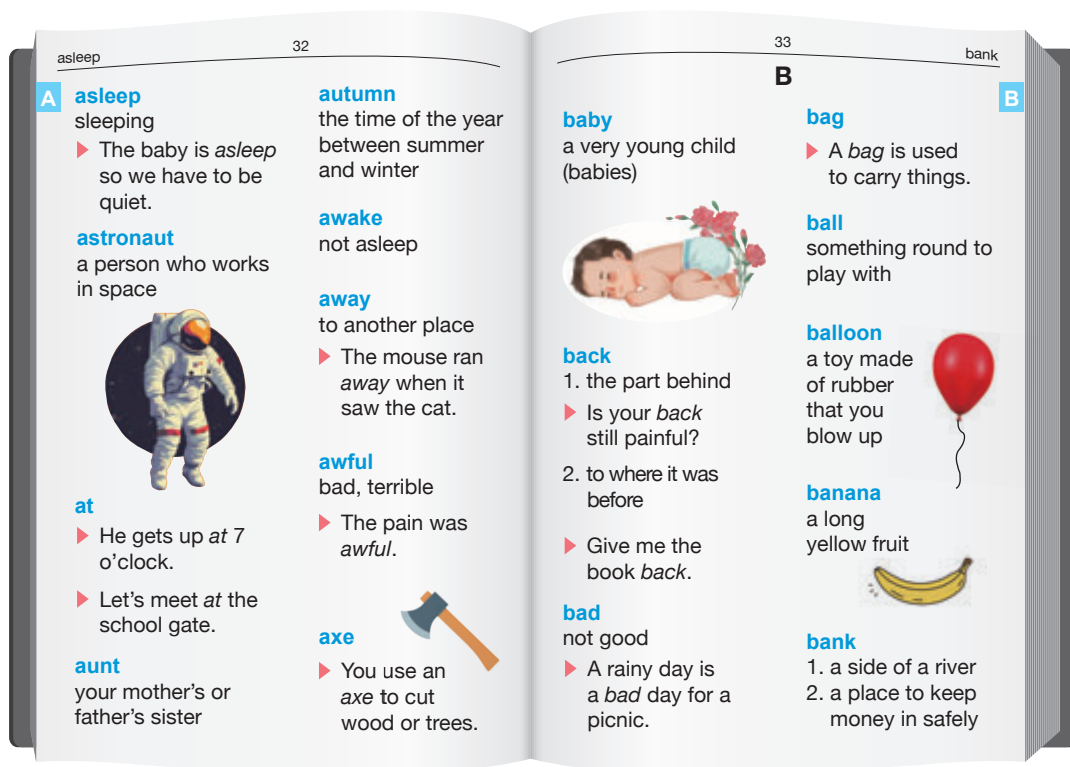 asleep
32
A
asleep
sleeping
The baby is asleep
so we have to be
quiet.
astronaut
a person who works
in space
at
He gets up at 7
o’clock.
Let’s meet at the
school gate.
aunt
your mother’s or
father’s sister
autumn
the time of the year
between summer
and winter
awake
not asleep
away
to another place
The mouse ran
away when it
saw the cat.
awful
bad, terrible
The pain was
awful.
axe
You use an
axe to cut
wood or trees.
33
bank
B
B
baby
a very young child
(babies)
back
1. the part behind
Is your back
still painful?
2. to where it was
before
Give me the
book back.
bad
not good
A rainy day is
a bad day for a
picnic.
bag
A bag is used
to carry things.
ball
something round to
play with
balloon
a toy made
of rubber
that you
blow up
banana
a long
yellow fruit
bank
1. a side of a river
2. a place to keep
money in safely